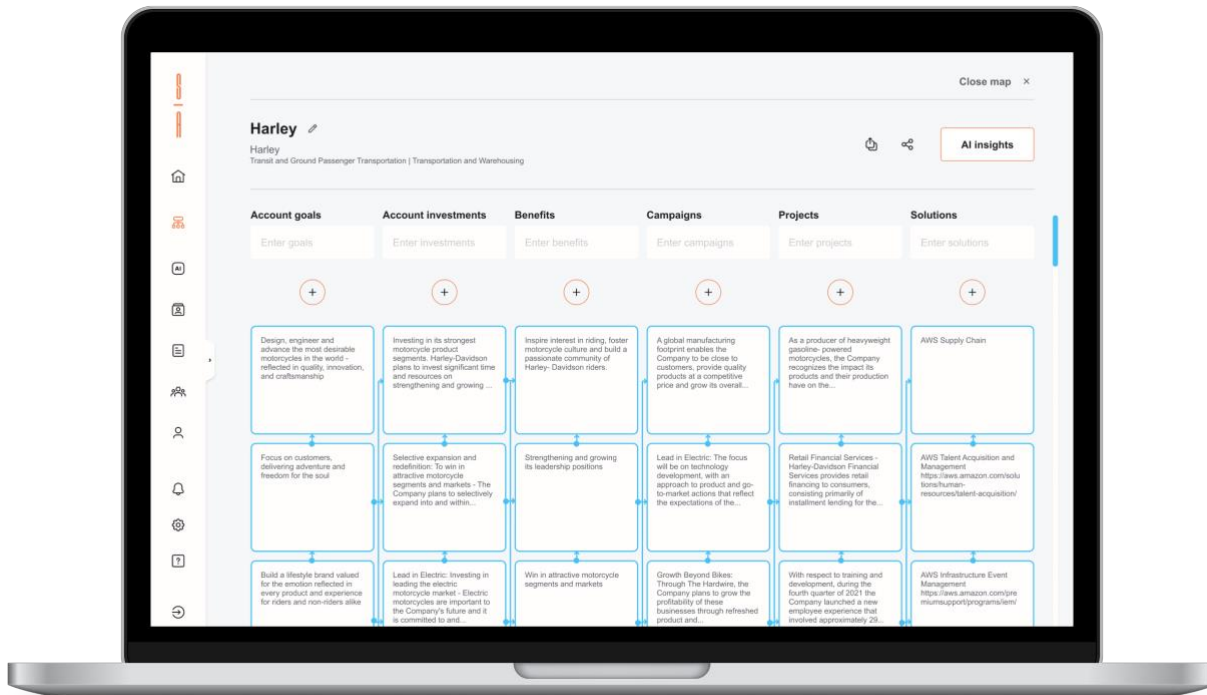 Close map ×
Harley
Harley
Transit and Ground Passenger Transportation | Transportation and Warehousing
AI insights
AI
Account goals
Account investments
Benefits
Campaigns
Projects
Solutions
Enter goals
Enter Investments
Enter benefits
Enter campaigns
Enter projects
Enter solutions
+
+
+
+
+
+
Design, engineer and
advance the most desirable
motorcycles in the world -
reflected in quality, innovation,
and craftsmanship
Investing in its strongest
motorcycle product
segments. Harley-Davidson
plans to invest significant time
and resources on
strengthening and growing ...
Inspire interest in riding, foster
motorcycle culture and build a
passionate community of
Harley- Davidson riders.
A global manufacturing
footprint enables the
Company to be close to
customers, provide quality
products at a competitive
price and grow its overall...
As a producer of heavyweight
gasoline- powered
motorcycles, the Company
recognizes the impact its
products and their production
have on the...
AWS Supply Chain
Focus on customers,
delivering adventure and
freedom for the soul
Selective expansion and
redefinition: To win in
attractive motorcycle
segments and markets - The
Company plans to selectively
expand into and within...
Strengthening and growing
its leadership positions
Lead in Electric: The focus
will be on technology
development, with an
approach to product and go-
to-market actions that reflect
the expectations of the...
Retail Financial Services -
Harley-Davidson Financial
Services provides retail
financing to consumers,
consisting primarily of
installment lending for the...
AWS Talent Acquisition and
Management
https://aws.amazon.com/solu
tions/human-
resources/talent-acquisition/
Build a lifestyle brand valued
for the emotion reflected in
every product and experience
for riders and non-riders alike
Lead in Electric: Investing in
leading the electric
motorcycle market - Electric
motorcycles are important to
the Company's future and it
is committed to and...
Win in attractive motorcycle
segments and markets
Growth Beyond Bikes:
Through The Hardwire, the
Company plans to grow the
profitability of these
businesses through refreshed
product and...
With respect to training and
development, during the
fourth quarter of 2021 the
Company launched a new
employee experience that
involved approximately 29...
AWS Infrastructure Event
Management
https://aws.amazon.com/pre
miumsupport/programs/iem/
?